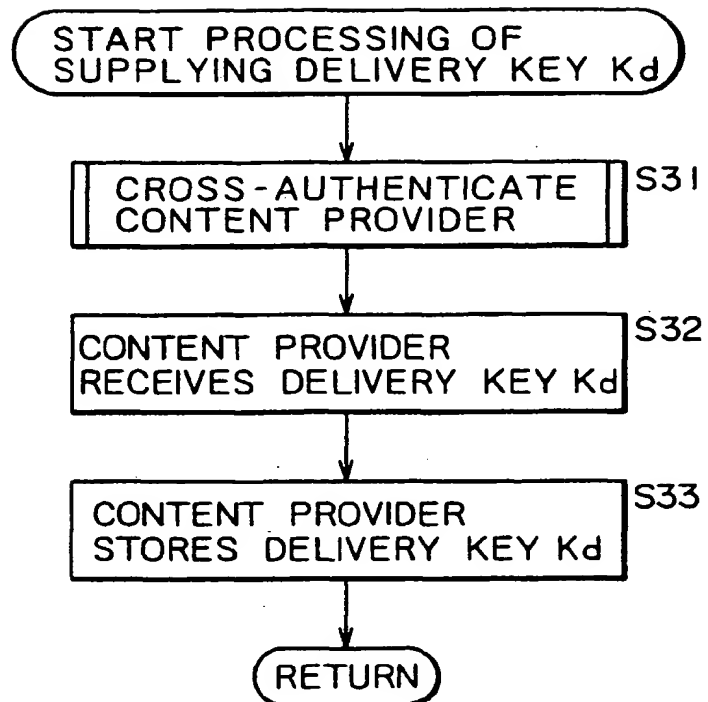 START PROCESSING OF
SUPPLYING DELIVERY KEY Kd
CROSS-AUTHENTICATE
CONTENT PROVIDER
S31
CONTENT PROVIDER
RECEIVES DELIVERY KEY Kd
S32
CONTENT PROVIDER
STORES DELIVERY KEY Kd
S33
RETURN